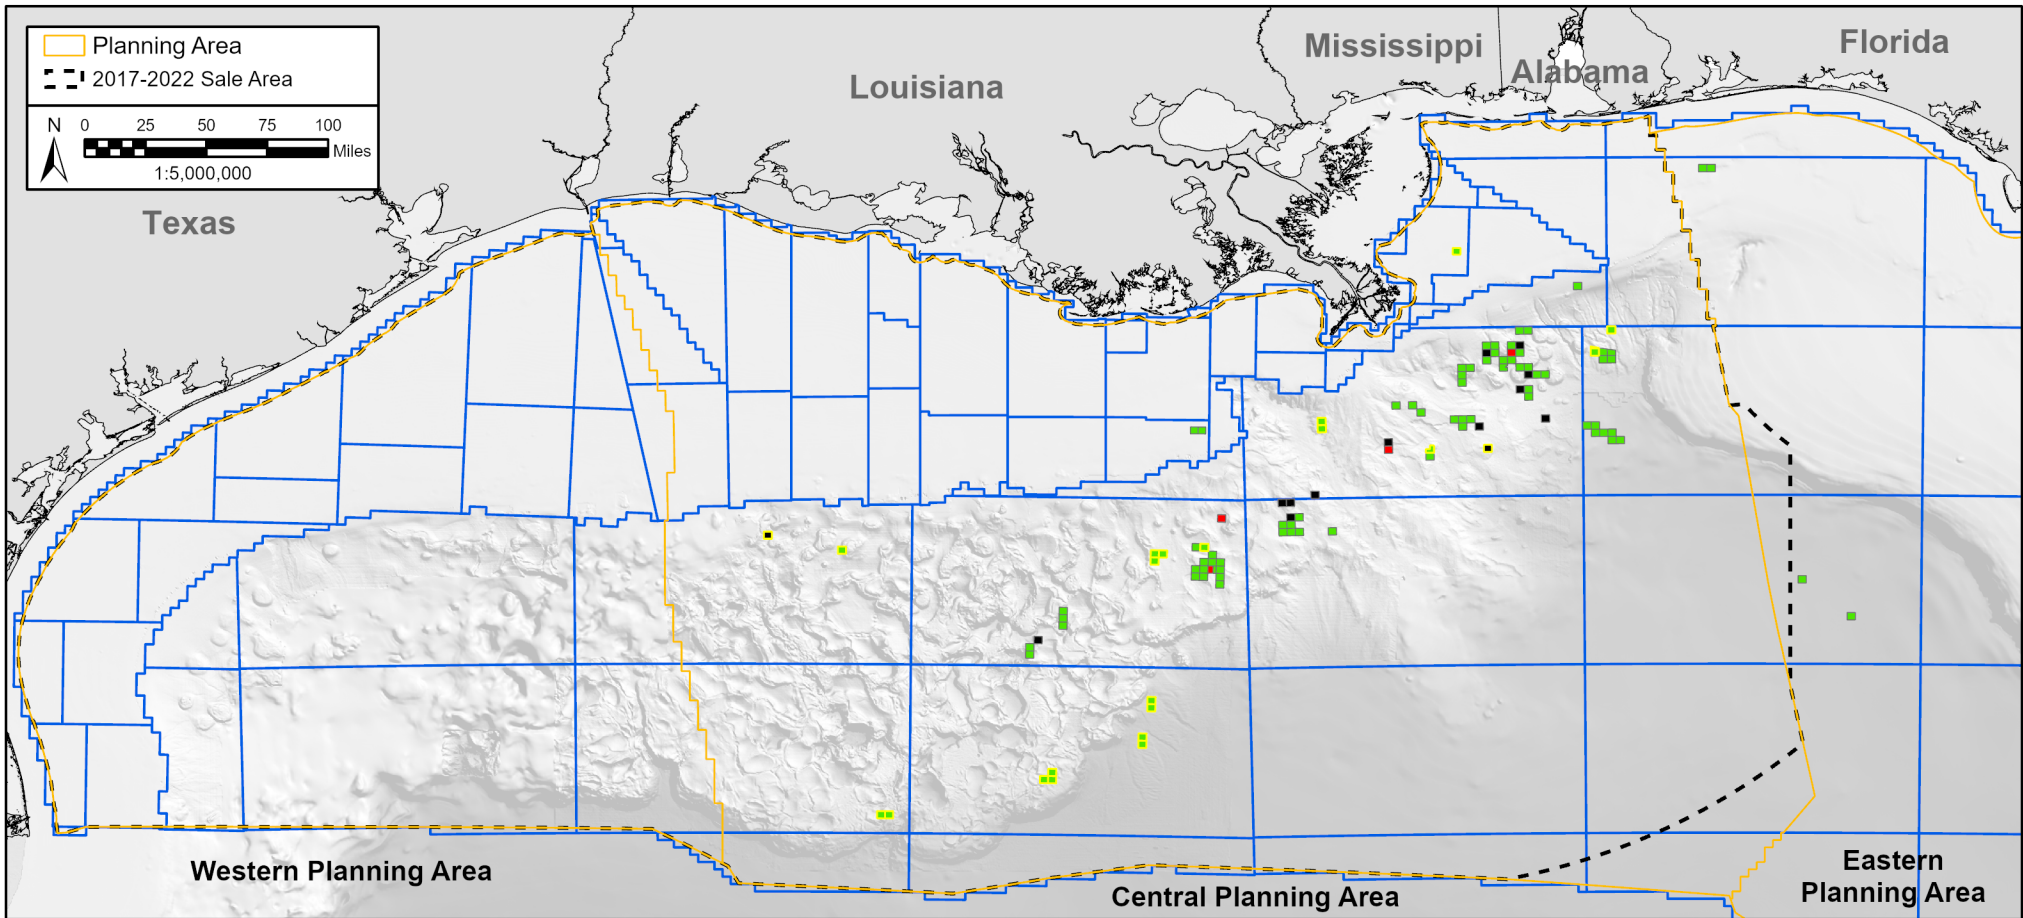 Planning Area
2017-2022 Sale Area
N 0 25 50 75 100
Miles
1:5,000,000
Texas
Louisiana
Mississippi
Alabama
Florida
Western Planning Area
Central Planning Area
Eastern
Planning Area